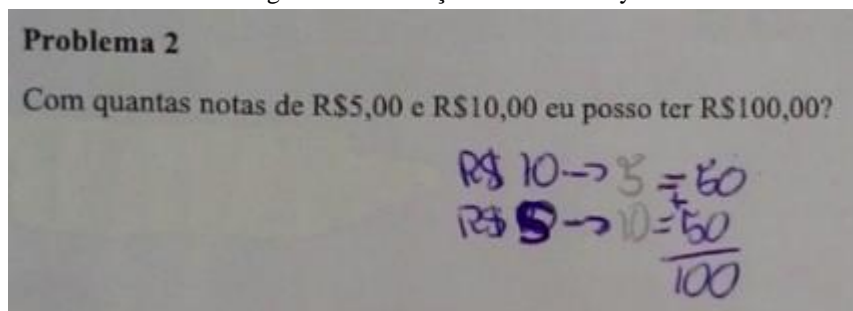 Problema 2
Com quantas notas de R$5,00 e R$10,00 eu posso ter R$100,00?
R$ 10 -> 5 = 50
R$ 5 -> 10 = + 50
100